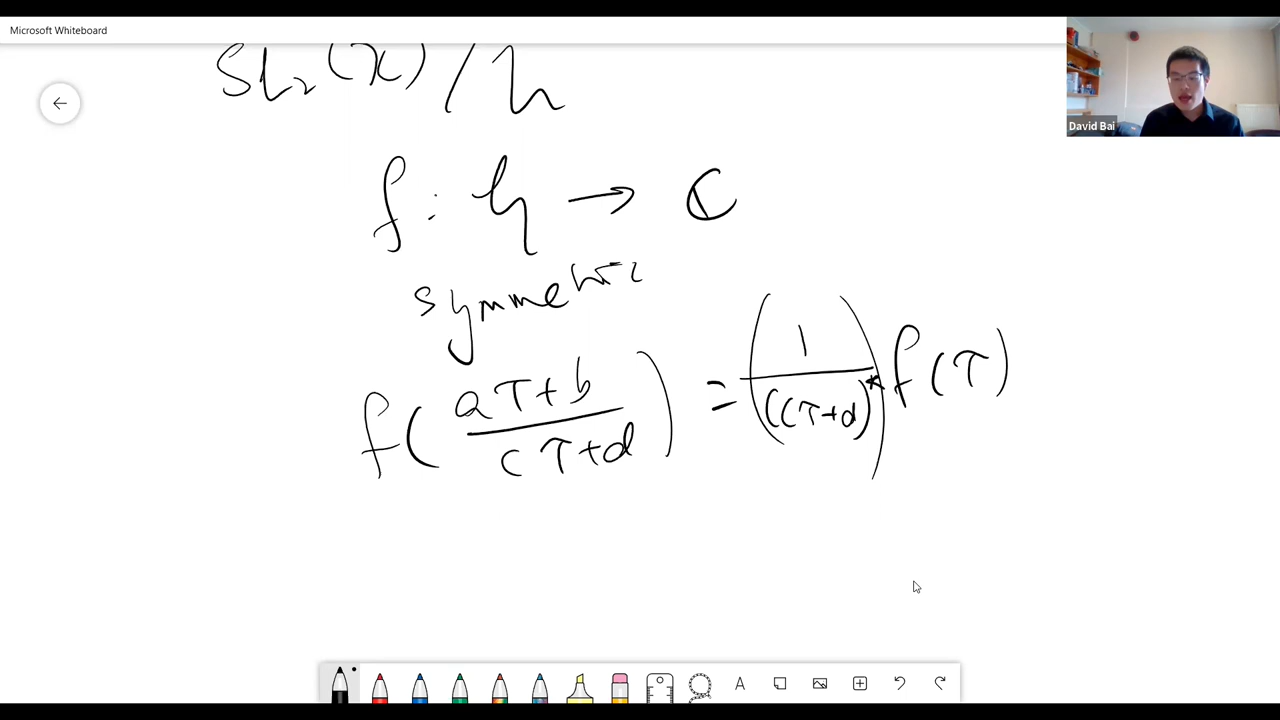 Microsoft Whiteboard
SL₂(ℤ) / h
David Bai
f : h → ℂ
symmetric
f( (aτ+b)/(cτ+d) ) = ( 1/((cτ+d)^k ) f(τ)
A